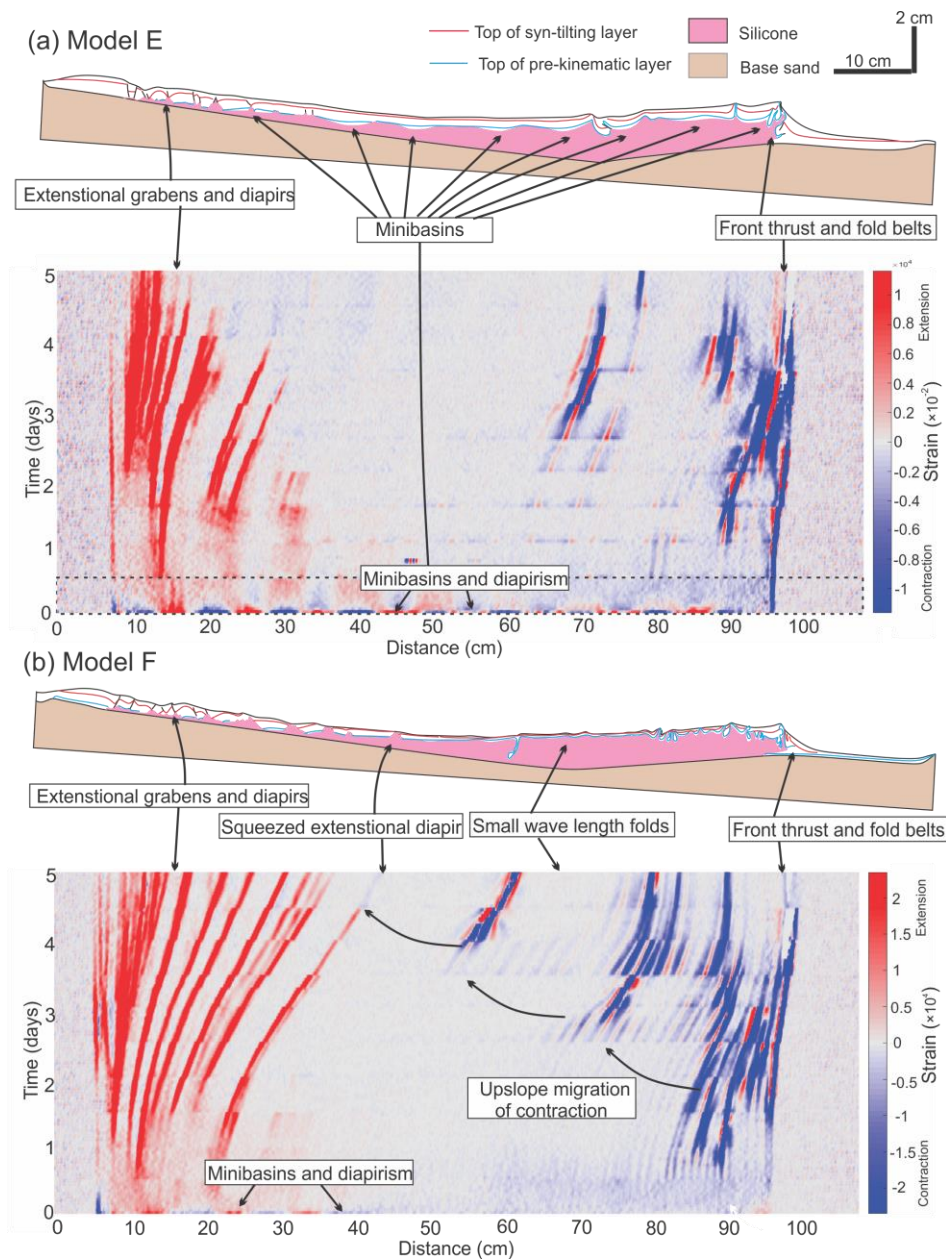 (a) Model E
Top of syn-tilting layer
Top of pre-kinematic layer
Silicone
Base sand
2 cm
10 cm
Extenstional grabens and diapirs
Minibasins
Front thrust and fold belts
Minibasins and diapirism
5
4
3
2
1
0
Time (days)
0
10
20
30
40
50
60
70
80
90
100
Distance (cm)
×10⁻⁴
1
0.8
0.6
0.4
0.2
0
-0.2
-0.4
-0.6
-0.8
-1
Extension
Strain (×10⁻²)
Contraction
(b) Model F
Extenstional grabens and diapirs
Squeezed extenstional diapir
Small wave length folds
Front thrust and fold belts
Upslope migration
of contraction
Minibasins and diapirism
5
4
3
2
1
0
Time (days)
0
10
20
30
40
50
60
70
80
90
100
Distance (cm)
2
1.5
1
0.5
0
-0.5
-1
-1.5
-2
Extension
Strain (×10⁴)
Contraction